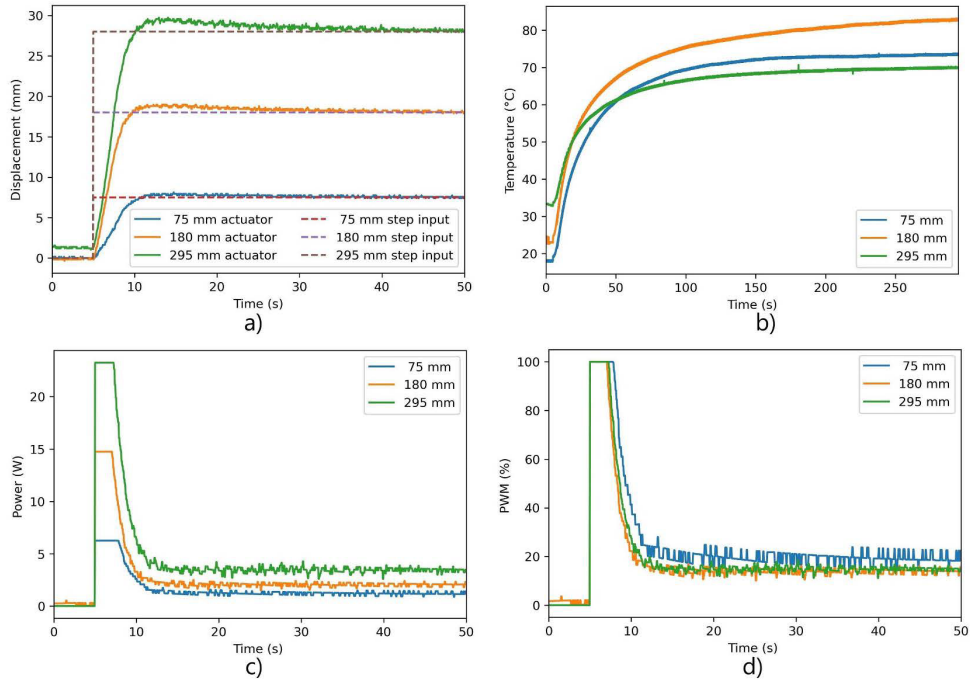 30
25
20
15
10
5
0
Displacement (mm)
75 mm actuator
180 mm actuator
295 mm actuator
75 mm step input
180 mm step input
295 mm step input
0 10 20 30 40 50
Time (s)
a)
80
70
60
50
40
30
20
Temperature (°C)
75 mm
180 mm
295 mm
0 50 100 150 200 250
Time (s)
b)
20
15
10
5
0
Power (W)
75 mm
180 mm
295 mm
0 10 20 30 40 50
Time (s)
c)
100
80
60
40
20
0
PWM (%)
75 mm
180 mm
295 mm
0 10 20 30 40 50
Time (s)
d)